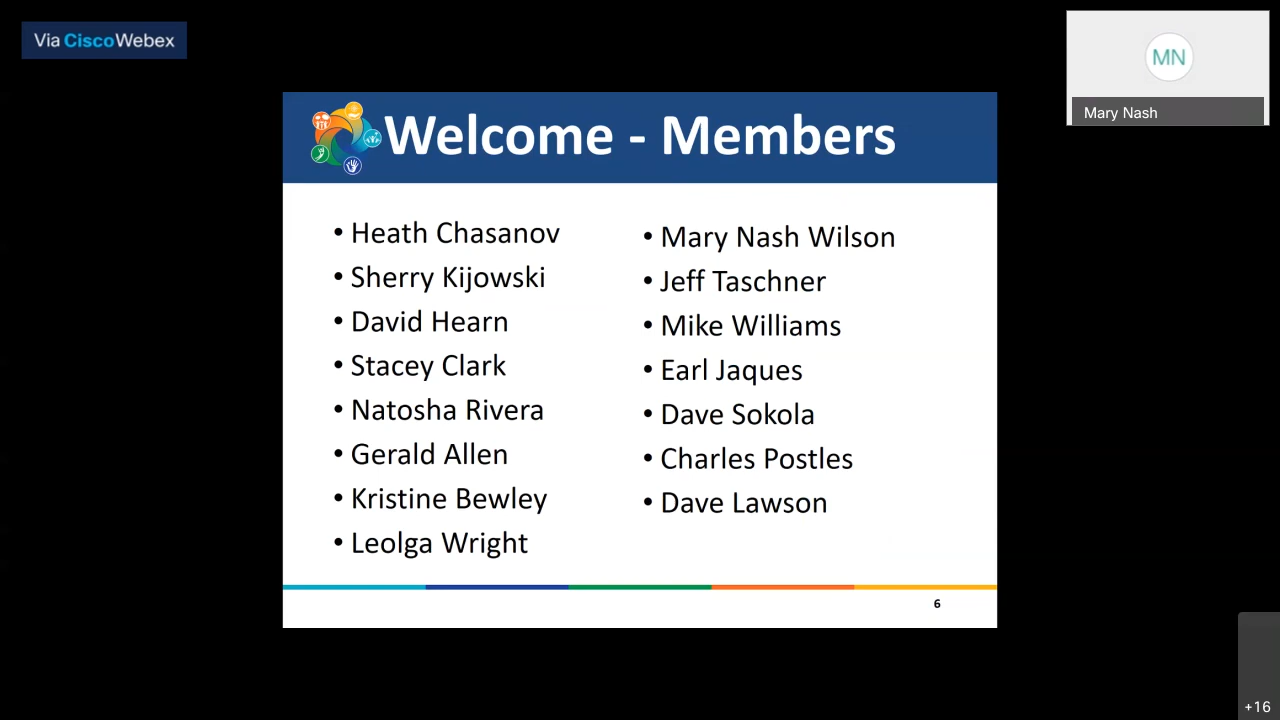 Via CiscoWebex
MN
Mary Nash
Welcome - Members
• Heath Chasanov
• Sherry Kijowski
• David Hearn
• Stacey Clark
• Natosha Rivera
• Gerald Allen
• Kristine Bewley
• Leolga Wright
• Mary Nash Wilson
• Jeff Taschner
• Mike Williams
• Earl Jaques
• Dave Sokola
• Charles Postles
• Dave Lawson
6
+16